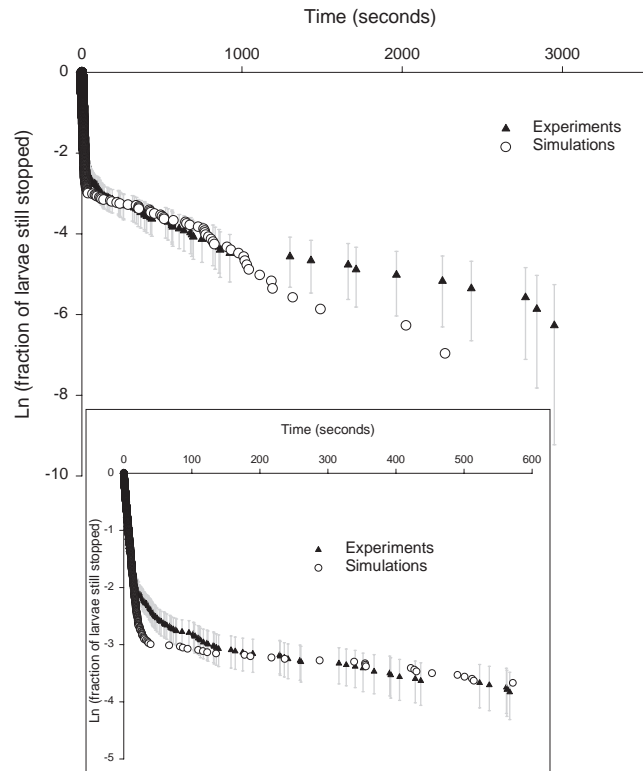 Time (seconds)
0 1000 2000 3000
0
-2
-4
-6
-8
-10
Ln (fraction of larvae still stopped)
Experiments
Simulations
Time (seconds)
0 100 200 300 400 500 600
0
-1
-2
-3
-4
-5
Ln (fraction of larvae still stopped)
Experiments
Simulations